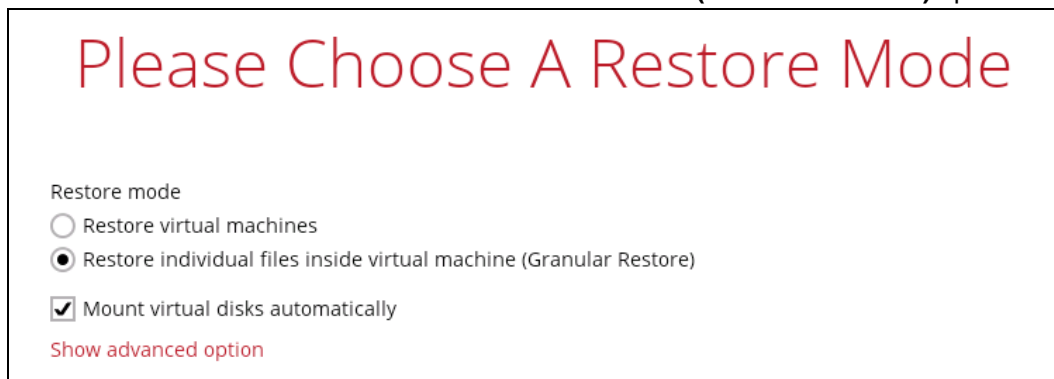 Please Choose A Restore Mode
Restore mode
Restore virtual machines
Restore individual files inside virtual machine (Granular Restore)
Mount virtual disks automatically
Show advanced option